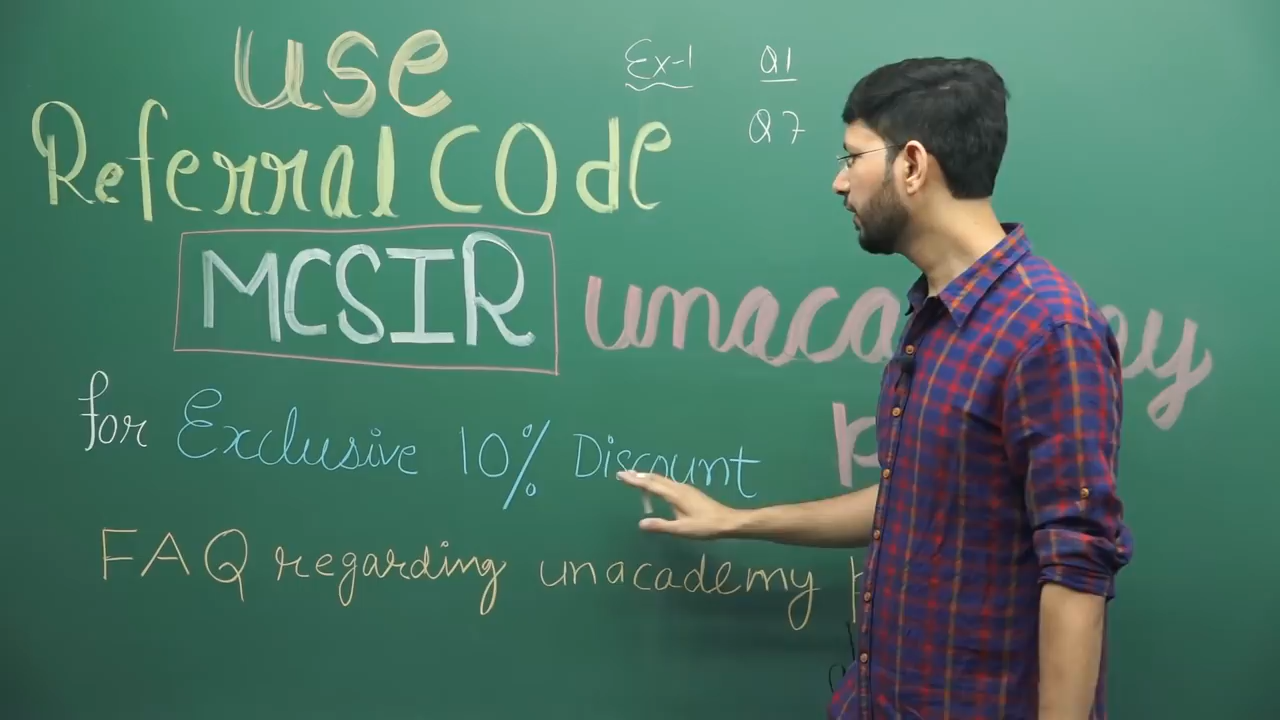 use
Referral COde
MCSIR
for Exclusive 10% Discount
FAQ regarding unacademy
Ex-1 Q1
Q7